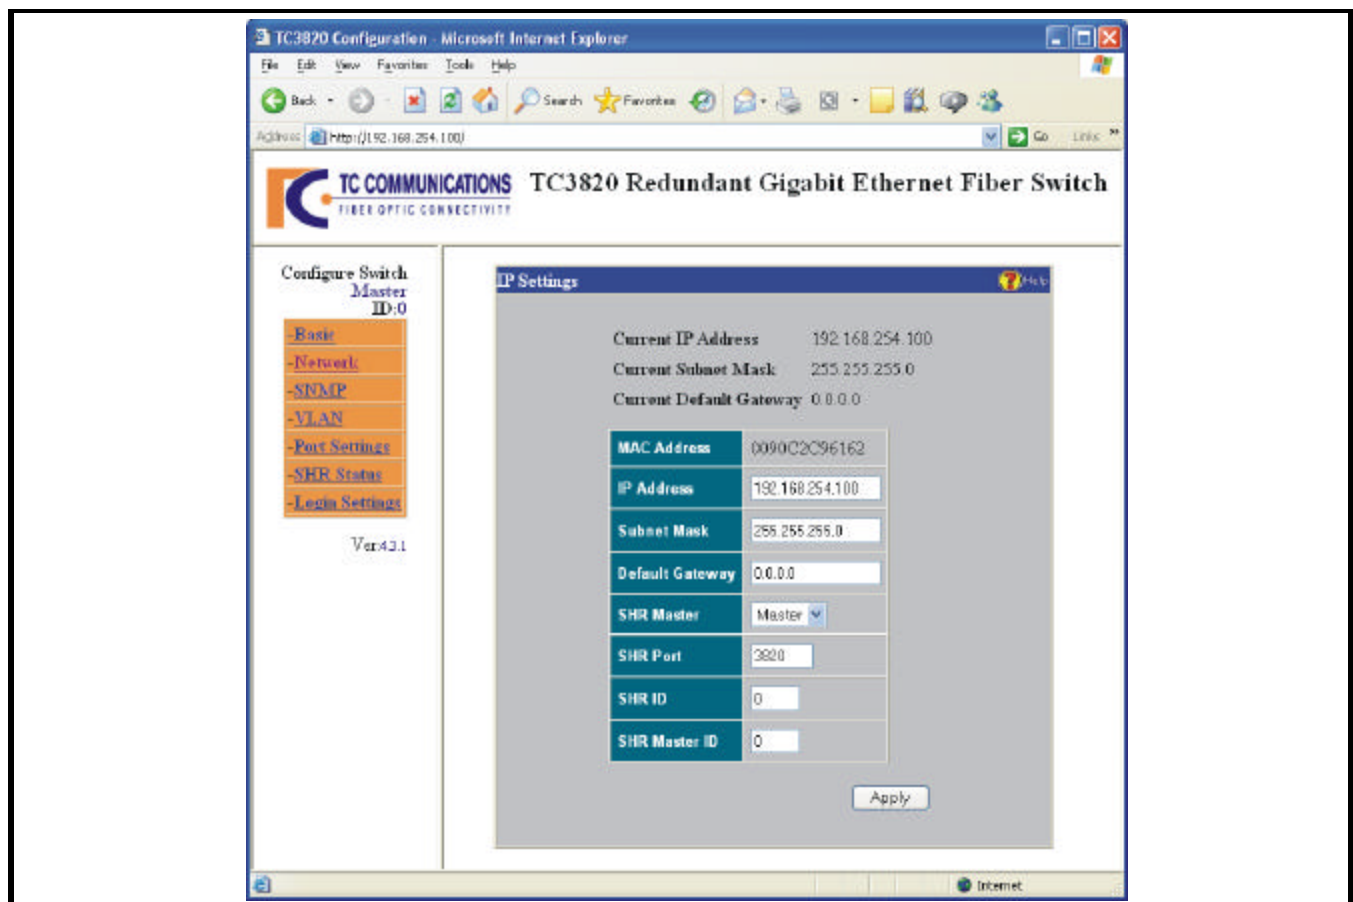 TC3820 Configuration - Microsoft Internet Explorer
File Edit View Favorites Tools Help
Back Search Favorites
Address http://192.168.254.100/ Go Links »
TC COMMUNICATIONS
FIBER OPTIC CONNECTIVITY
TC3820 Redundant Gigabit Ethernet Fiber Switch
Configure Switch
Master
ID:0
-Basic
-Network
-SNMP
-VLAN
-Port Settings
-SHR Status
-Login Settings
Ver:4.3.1
IP Settings
Help
Current IP Address 192.168.254.100
Current Subnet Mask 255.255.255.0
Current Default Gateway 0.0.0.0
MAC Address 0090C2C96162
IP Address 192.168.254.100
Subnet Mask 255.255.255.0
Default Gateway 0.0.0.0
SHR Master Master
SHR Port 3820
SHR ID 0
SHR Master ID 0
Apply
Internet